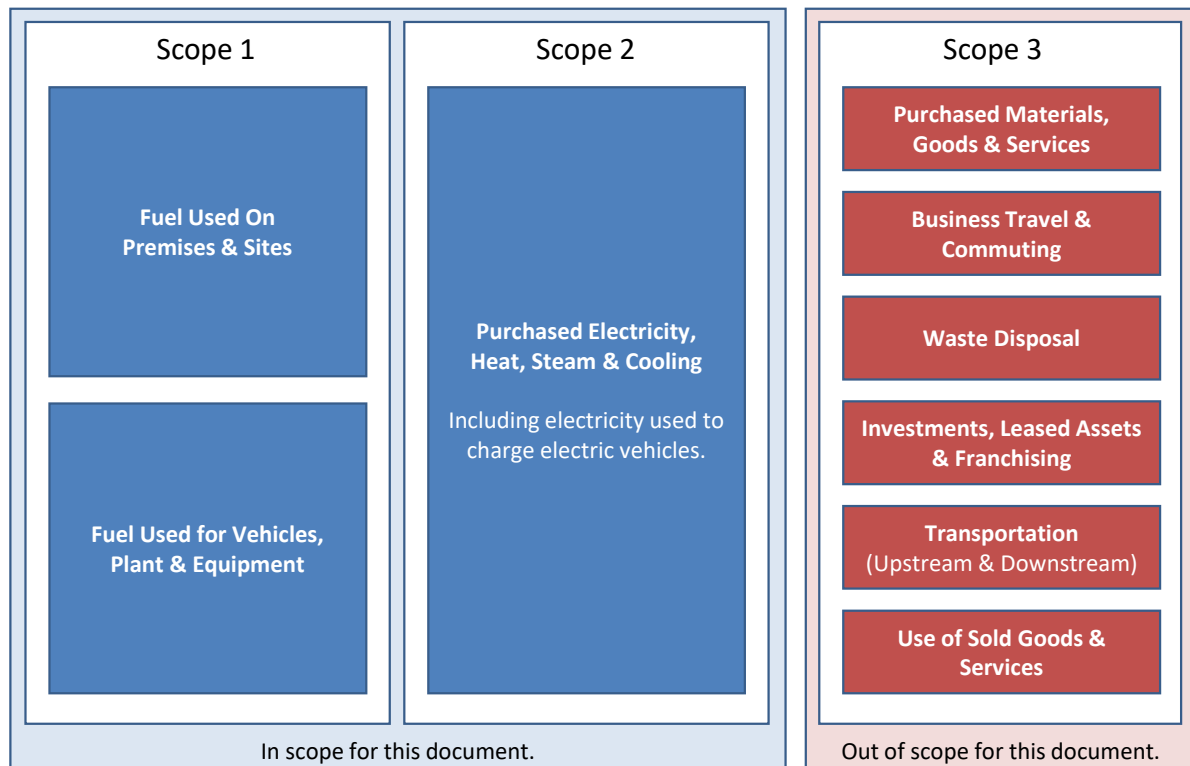 Scope 1
Fuel Used On
Premises & Sites
Fuel Used for Vehicles,
Plant & Equipment
Scope 2
Purchased Electricity,
Heat, Steam & Cooling
Including electricity used to
charge electric vehicles.
In scope for this document.
Scope 3
Purchased Materials,
Goods & Services
Business Travel &
Commuting
Waste Disposal
Investments, Leased Assets
& Franchising
Transportation
(Upstream & Downstream)
Use of Sold Goods &
Services
Out of scope for this document.